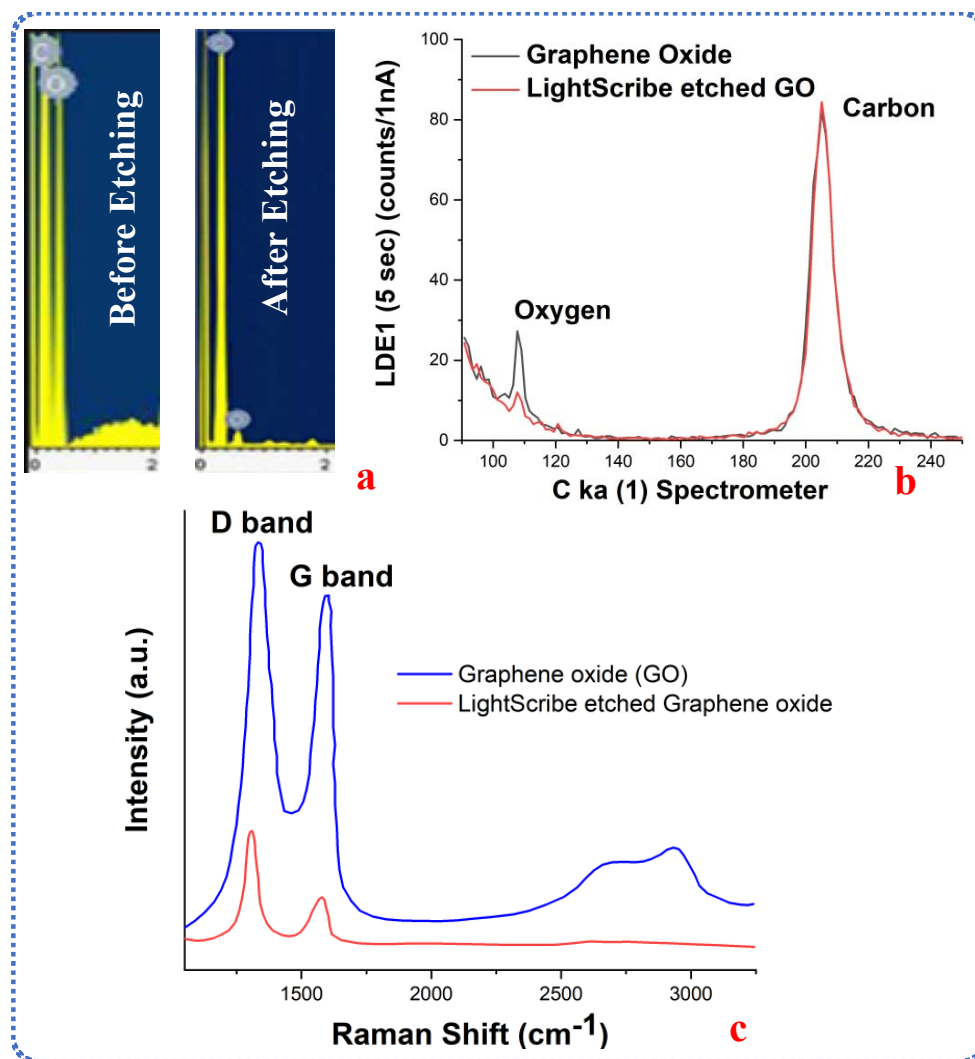 C
O
Before Etching
0
2
After Etching
0
2
a
100
80
60
40
20
0
LDE1 (5 sec) (counts/1nA)
Graphene Oxide
LightScribe etched GO
Carbon
Oxygen
100 120 140 160 180 200 220 240
C ka (1) Spectrometer
b
D band
G band
Intensity (a.u.)
Graphene oxide (GO)
LightScribe etched Graphene oxide
1500 2000 2500 3000
Raman Shift (cm-1)
c